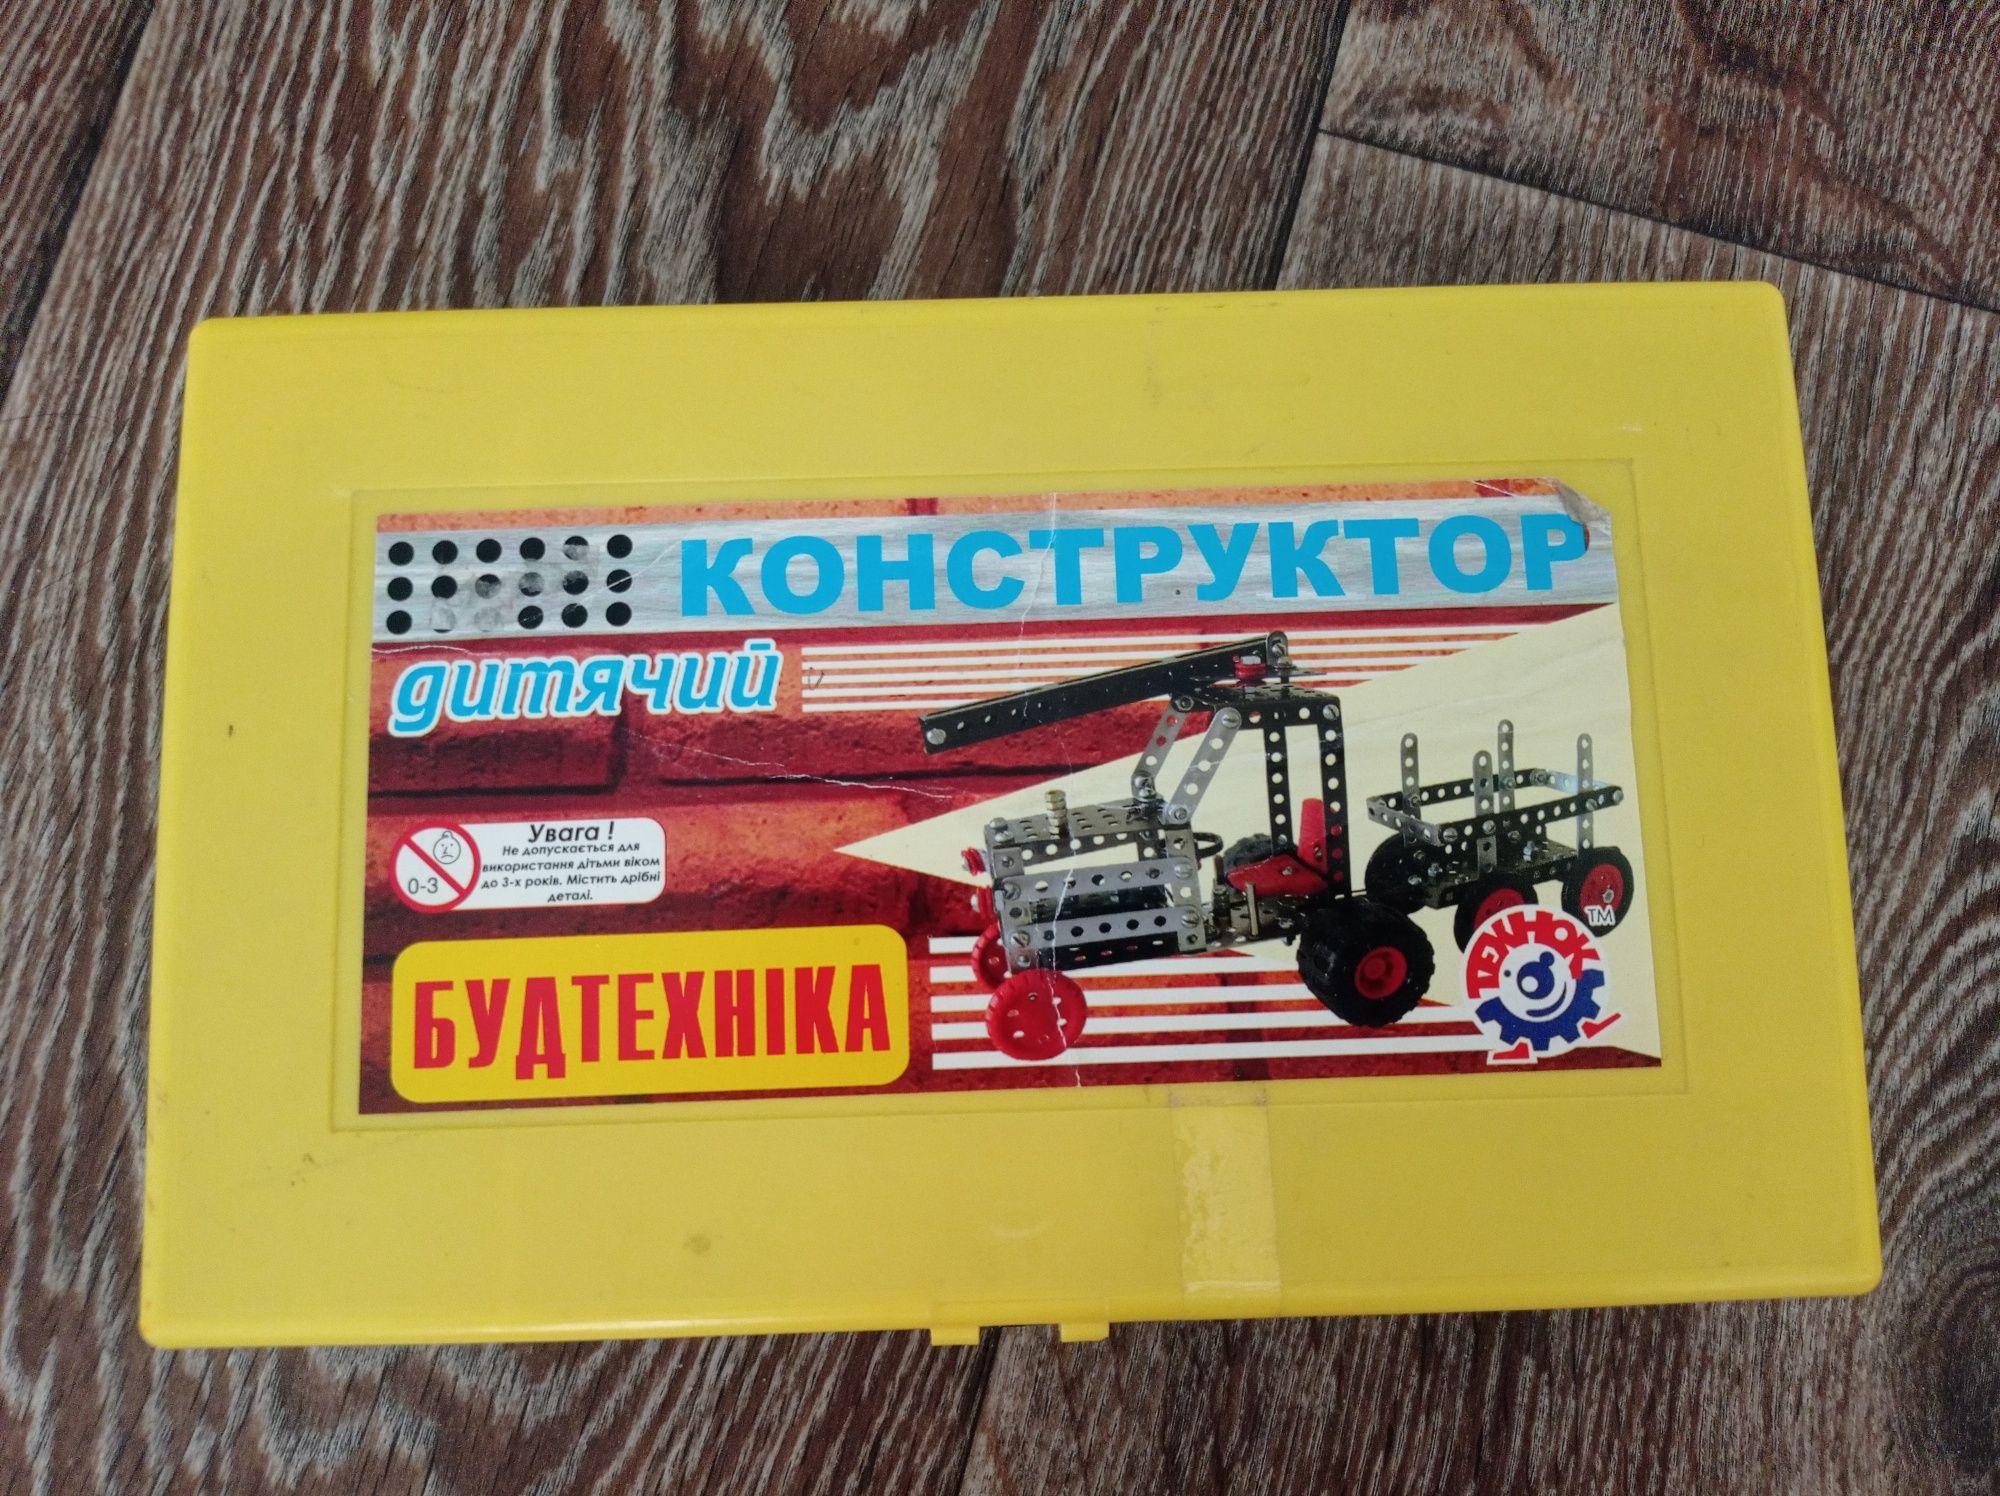 КОНСТРУКТОР
дитячий
Увага !
Не допускається для
використання дітьми віком
до 3-х років. Містить дрібні
деталі.
0-3
БУДТЕХНІКА
ТЕХНОК
TM